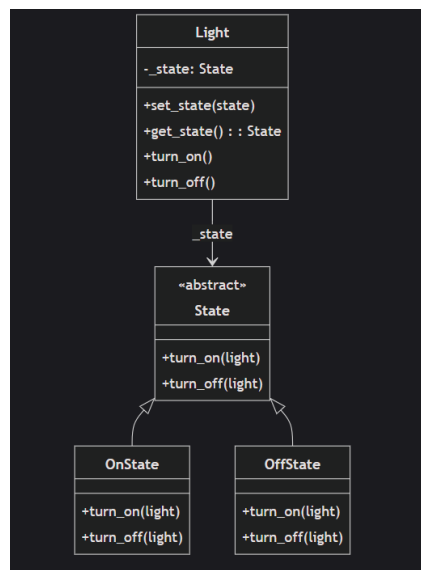 Light
-_state: State
+set_state(state)
+get_state() : : State
+turn_on()
+turn_off()
_state
«abstract»
State
+turn_on(light)
+turn_off(light)
OnState
+turn_on(light)
+turn_off(light)
OffState
+turn_on(light)
+turn_off(light)